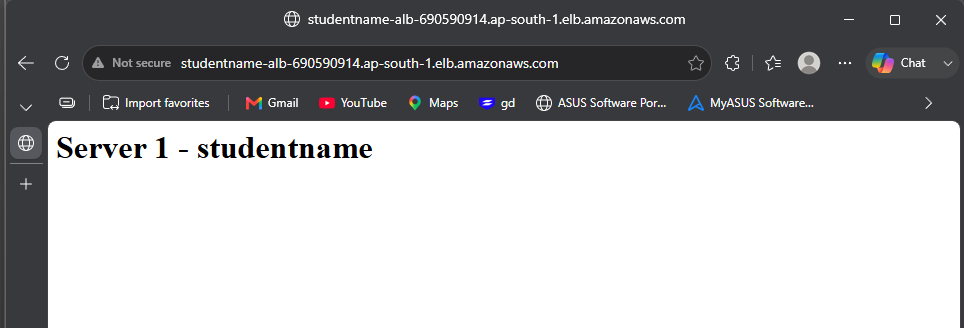 studentname-alb-690590914.ap-south-1.elb.amazonaws.com
Not secure studentname-alb-690590914.ap-south-1.elb.amazonaws.com Chat
Import favorites Gmail YouTube Maps gd ASUS Software Por... MyASUS Software...
Server 1 - studentname